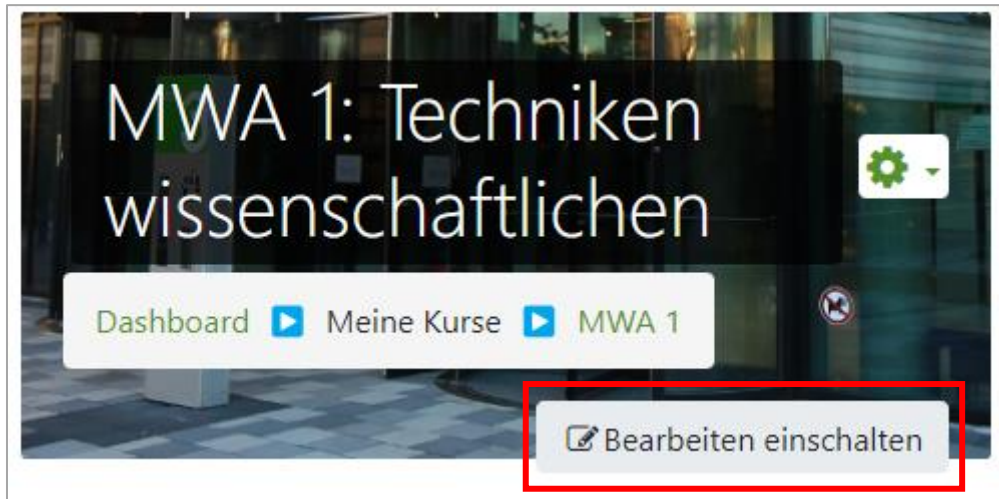 MWA 1: Techniken
wissenschaftlichen
Dashboard ▶ Meine Kurse ▶ MWA 1
Bearbeiten einschalten